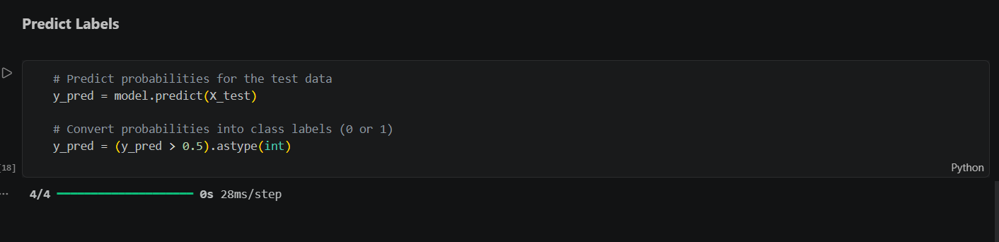 Predict Labels
# Predict probabilities for the test data
y_pred = model.predict(X_test)
# Convert probabilities into class labels (0 or 1)
y_pred = (y_pred > 0.5).astype(int)
[18]
Python
4/4 ━━━━━━━━━━━━━━━━━━━━ 0s 28ms/step